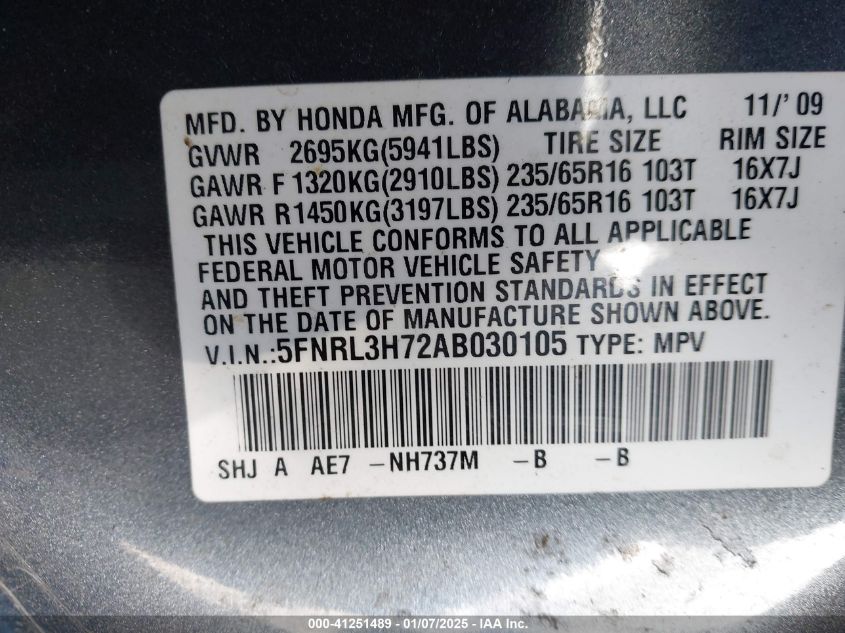 MFD. BY HONDA MFG. OF ALABAMA, LLC 11/' 09
GVWR 2695KG(5941LBS) TIRE SIZE RIM SIZE
GAWR F 1320KG(2910LBS) 235/65R16 103T 16X7J
GAWR R1450KG(3197LBS) 235/65R16 103T 16X7J
THIS VEHICLE CONFORMS TO ALL APPLICABLE
FEDERAL MOTOR VEHICLE SAFETY
AND THEFT PREVENTION STANDARDS IN EFFECT
ON THE DATE OF MANUFACTURE SHOWN ABOVE.
V.I.N.:5FNRL3H72AB030105 TYPE: MPV
SHJ A AE7 -NH737M -B -B
000-41251489 - 01/07/2025 - IAA Inc.